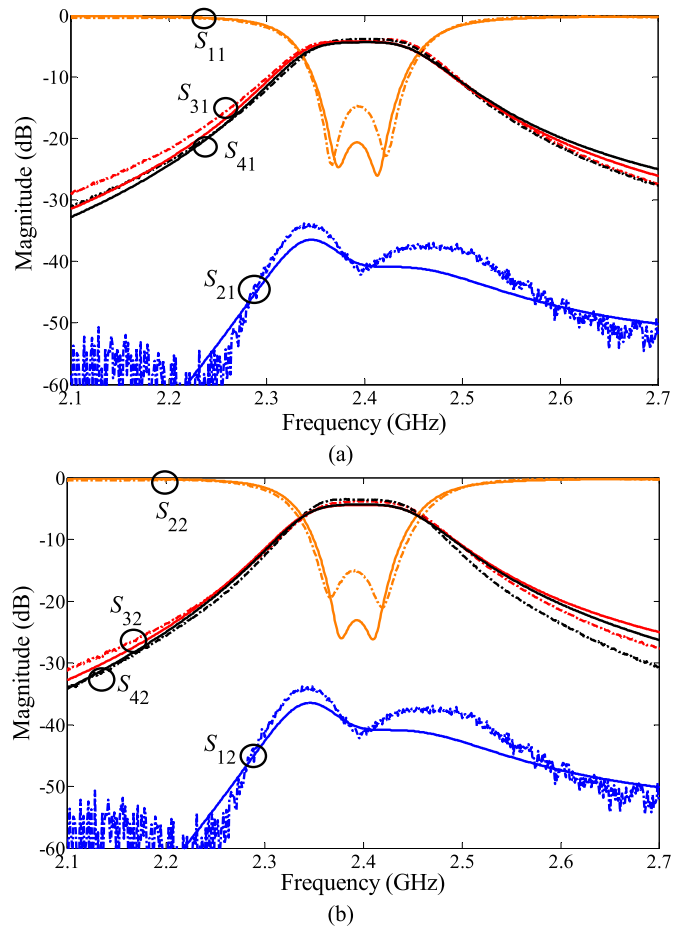 0
-10
-20
-30
-40
-50
-60
Magnitude (dB)
S11
S31
S41
S21
2.1 2.2 2.3 2.4 2.5 2.6 2.7
Frequency (GHz)
(a)
0
-10
-20
-30
-40
-50
-60
Magnitude (dB)
S22
S32
S42
S12
2.1 2.2 2.3 2.4 2.5 2.6 2.7
Frequency (GHz)
(b)